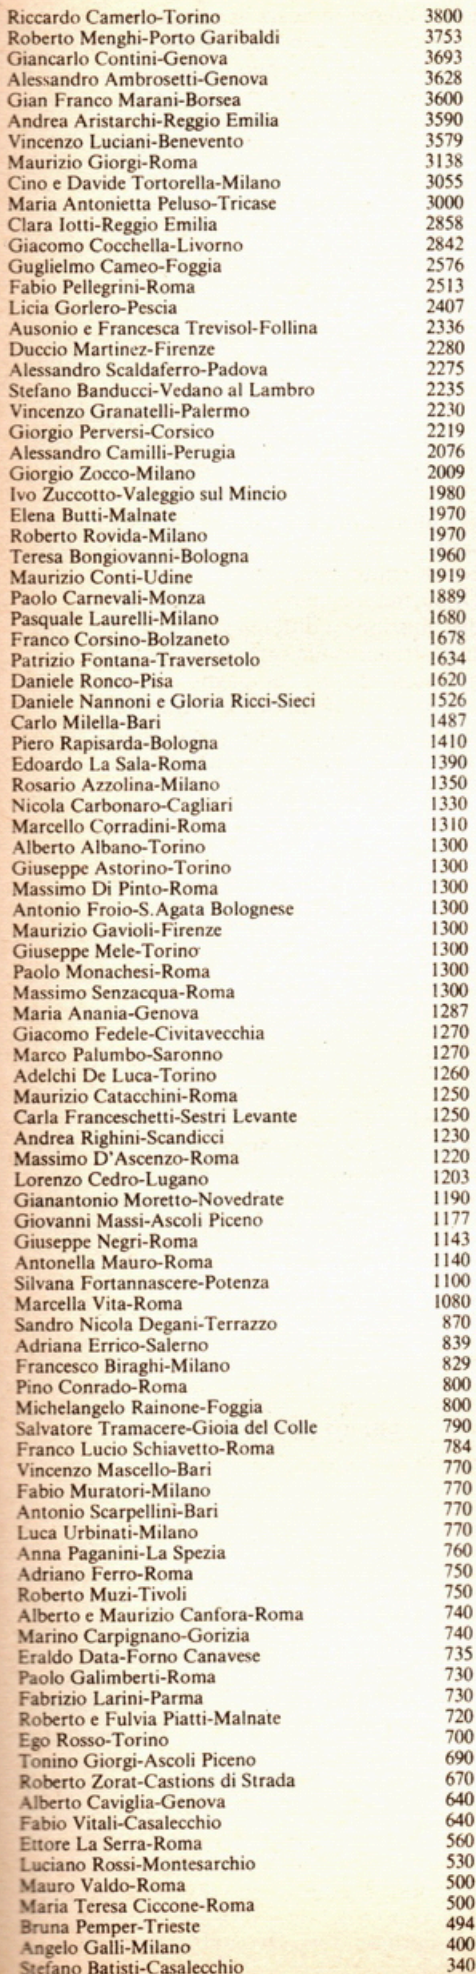 Riccardo Camerlo-Torino 3800
Roberto Menghi-Porto Garibaldi 3753
Giancarlo Contini-Genova 3693
Alessandro Ambrosetti-Genova 3628
Gian Franco Marani-Borsea 3600
Andrea Aristarchi-Reggio Emilia 3590
Vincenzo Luciani-Benevento 3579
Maurizio Giorgi-Roma 3138
Cino e Davide Tortorella-Milano 3055
Maria Antonietta Peluso-Tricase 3000
Clara Iotti-Reggio Emilia 2858
Giacomo Cocchella-Livorno 2842
Guglielmo Cameo-Foggia 2576
Fabio Pellegrini-Roma 2513
Licia Gorlero-Pescia 2407
Ausonio e Francesca Trevisol-Follina 2336
Duccio Martinez-Firenze 2280
Alessandro Scaldaferro-Padova 2275
Stefano Banducci-Vedano al Lambro 2235
Vincenzo Granatelli-Palermo 2230
Giorgio Perversi-Corsico 2219
Alessandro Camilli-Perugia 2076
Giorgio Zocco-Milano 2009
Ivo Zuccotto-Valeggio sul Mincio 1980
Elena Butti-Malnate 1970
Roberto Rovida-Milano 1970
Teresa Bongiovanni-Bologna 1960
Maurizio Conti-Udine 1919
Paolo Carnevali-Monza 1889
Pasquale Laurelli-Milano 1680
Franco Corsino-Bolzaneto 1678
Patrizio Fontana-Traversetolo 1634
Daniele Ronco-Pisa 1620
Daniele Nannoni e Gloria Ricci-Sieci 1526
Carlo Milella-Bari 1487
Piero Rapisarda-Bologna 1410
Edoardo La Sala-Roma 1390
Rosario Azzolina-Milano 1350
Nicola Carbonaro-Cagliari 1330
Marcello Corradini-Roma 1310
Alberto Albano-Torino 1300
Giuseppe Astorino-Torino 1300
Massimo Di Pinto-Roma 1300
Antonio Froio-S.Agata Bolognese 1300
Maurizio Gavioli-Firenze 1300
Giuseppe Mele-Torino 1300
Paolo Monachesi-Roma 1300
Massimo Senzacqua-Roma 1300
Maria Anania-Genova 1287
Giacomo Fedele-Civitavecchia 1270
Marco Palumbo-Saronno 1270
Adelchi De Luca-Torino 1260
Maurizio Catacchini-Roma 1250
Carla Franceschetti-Sestri Levante 1250
Andrea Righini-Scandicci 1230
Massimo D'Ascenzo-Roma 1220
Lorenzo Cedro-Lugano 1203
Gianantonio Moretto-Novedrate 1190
Giovanni Massi-Ascoli Piceno 1177
Giuseppe Negri-Roma 1143
Antonella Mauro-Roma 1140
Silvana Fortannascere-Potenza 1100
Marcella Vita-Roma 1080
Sandro Nicola Degani-Terrazzo 870
Adriana Errico-Salerno 839
Francesco Biraghi-Milano 829
Pino Conrado-Roma 800
Michelangelo Rainone-Foggia 800
Salvatore Tramacere-Gioia del Colle 790
Franco Lucio Schiavetto-Roma 784
Vincenzo Mascello-Bari 770
Fabio Muratori-Milano 770
Antonio Scarpellini-Bari 770
Luca Urbinati-Milano 770
Anna Paganini-La Spezia 760
Adriano Ferro-Roma 750
Roberto Muzi-Tivoli 750
Alberto e Maurizio Canfora-Roma 740
Marino Carpignano-Gorizia 740
Eraldo Data-Forno Canavese 735
Paolo Galimberti-Roma 730
Fabrizio Larini-Parma 730
Roberto e Fulvia Piatti-Malnate 720
Ego Rosso-Torino 700
Tonino Giorgi-Ascoli Piceno 690
Roberto Zorat-Castions di Strada 670
Alberto Caviglia-Genova 640
Fabio Vitali-Casalecchio 640
Ettore La Serra-Roma 560
Luciano Rossi-Montesarchio 530
Mauro Valdo-Roma 500
Maria Teresa Ciccone-Roma 500
Bruna Pemper-Trieste 494
Angelo Galli-Milano 400
Stefano Batisti-Casalecchio 340